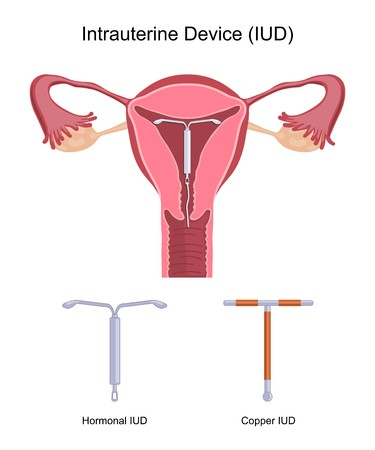 Intrauterine Device (IUD)
Hormonal IUD
Copper IUD